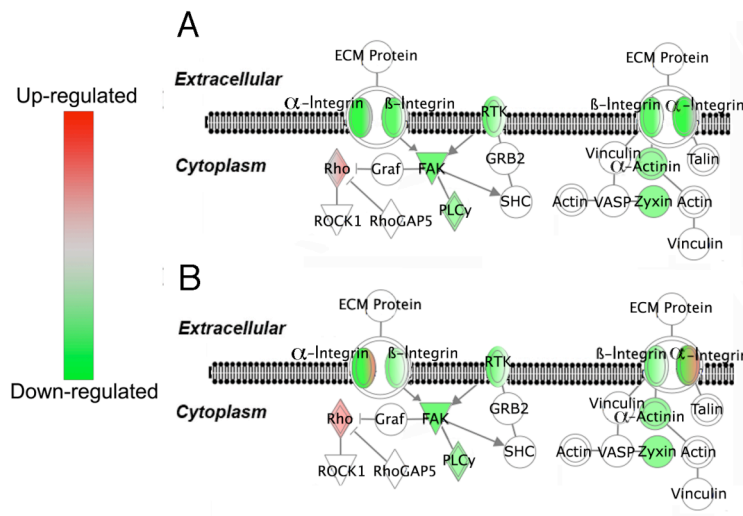 A
ECM Protein
ECM Protein
Extracellular
Up-regulated
α-Integrin
ß-Integrin
RTK
ß-Integrin
α-Integrin
Cytoplasm
Rho
Graf
FAK
GRB2
Vinculin
α-Actinin
Talin
ROCK1
RhoGAP5
PLCy
SHC
Actin
VASP
Zyxin
Actin
Vinculin
B
ECM Protein
ECM Protein
Extracellular
α-Integrin
ß-Integrin
RTK
ß-Integrin
α-Integrin
Down-regulated
Cytoplasm
Rho
Graf
FAK
GRB2
Vinculin
α-Actinin
Talin
ROCK1
RhoGAP5
PLCy
SHC
Actin
VASP
Zyxin
Actin
Vinculin